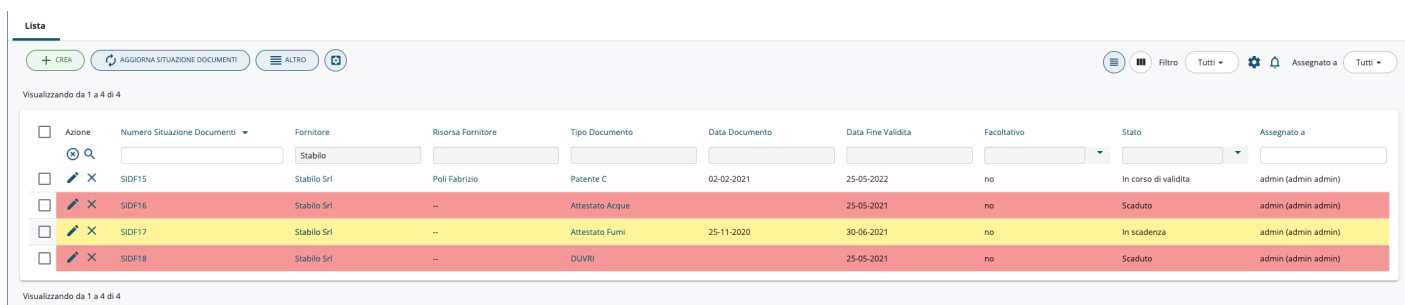 Lista
CREA AGGIORNA SITUAZIONE DOCUMENTI ALTRO Filtro Tutti Assegnato a Tutti
Visualizzando da 1 a 4 di 4
Azione Numero Situazione Documenti Fornitore Risorsa Fornitore Tipo Documento Data Documento Data Fine Validita Facoltativo Stato Assegnato a
Stabilo
SIDF15 Stabilo Srl Poli Fabrizio Patente C 02-02-2021 25-05-2022 no In corso di validita admin (admin admin)
SIDF16 Stabilo Srl -- Attestato Acque 25-05-2021 no Scaduto admin (admin admin)
SIDF17 Stabilo Srl -- Attestato Fumi 25-11-2020 30-06-2021 no In scadenza admin (admin admin)
SIDF18 Stabilo Srl -- DUVRI 25-05-2021 no Scaduto admin (admin admin)
Visualizzando da 1 a 4 di 4